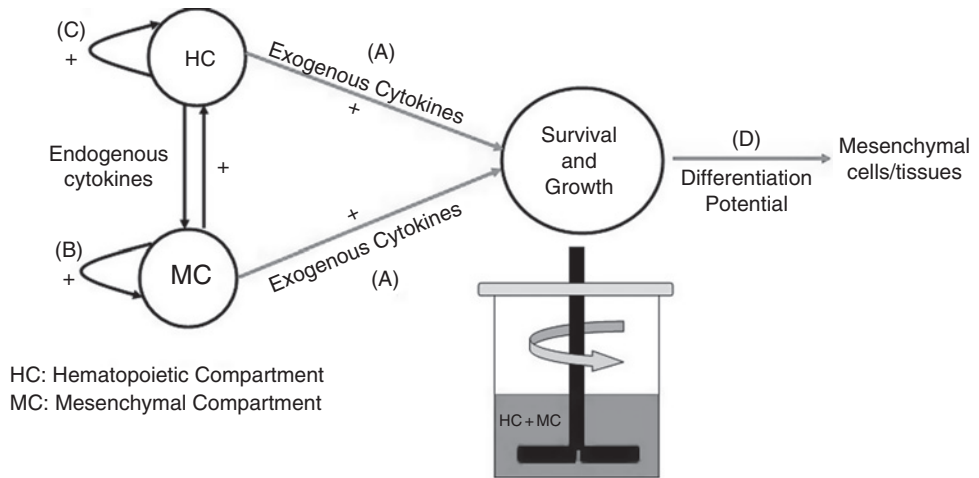 (C)
+
HC
(A)
Exogenous Cytokines
+
Endogenous
cytokines
+
Survival
and
Growth
(D)
Differentiation
Potential
Mesenchymal
cells/tissues
(B)
+
MC
+
Exogenous Cytokines
(A)
HC: Hematopoietic Compartment
MC: Mesenchymal Compartment
HC + MC